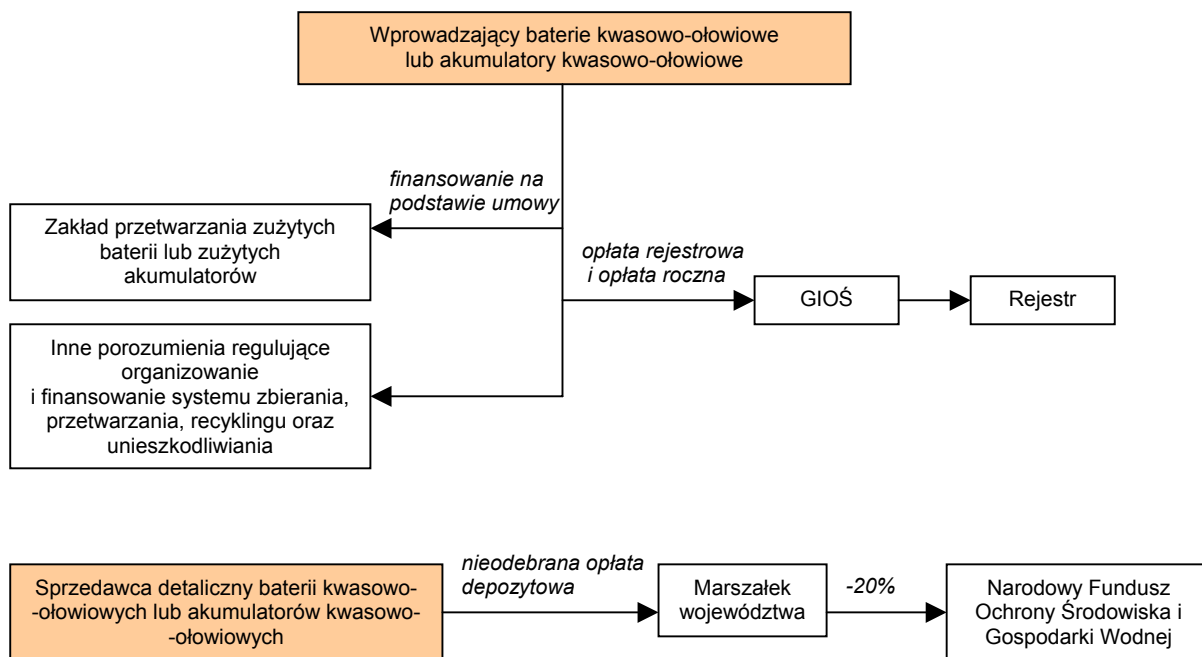 Wprowadzający baterie kwasowo-ołowiowe
lub akumulatory kwasowo-ołowiowe
finansowanie na
podstawie umowy
Zakład przetwarzania zużytych
baterii lub zużytych
akumulatorów
opłata rejestrowa
i opłata roczna
GIOŚ
Rejestr
Inne porozumienia regulujące
organizowanie
i finansowanie systemu zbierania,
przetwarzania, recyklingu oraz
unieszkodliwiania
Sprzedawca detaliczny baterii kwasowo-
-ołowiowych lub akumulatorów kwasowo-
-ołowiowych
nieodebrana opłata
depozytowa
Marszałek
województwa
-20%
Narodowy Fundusz
Ochrony Środowiska i
Gospodarki Wodnej